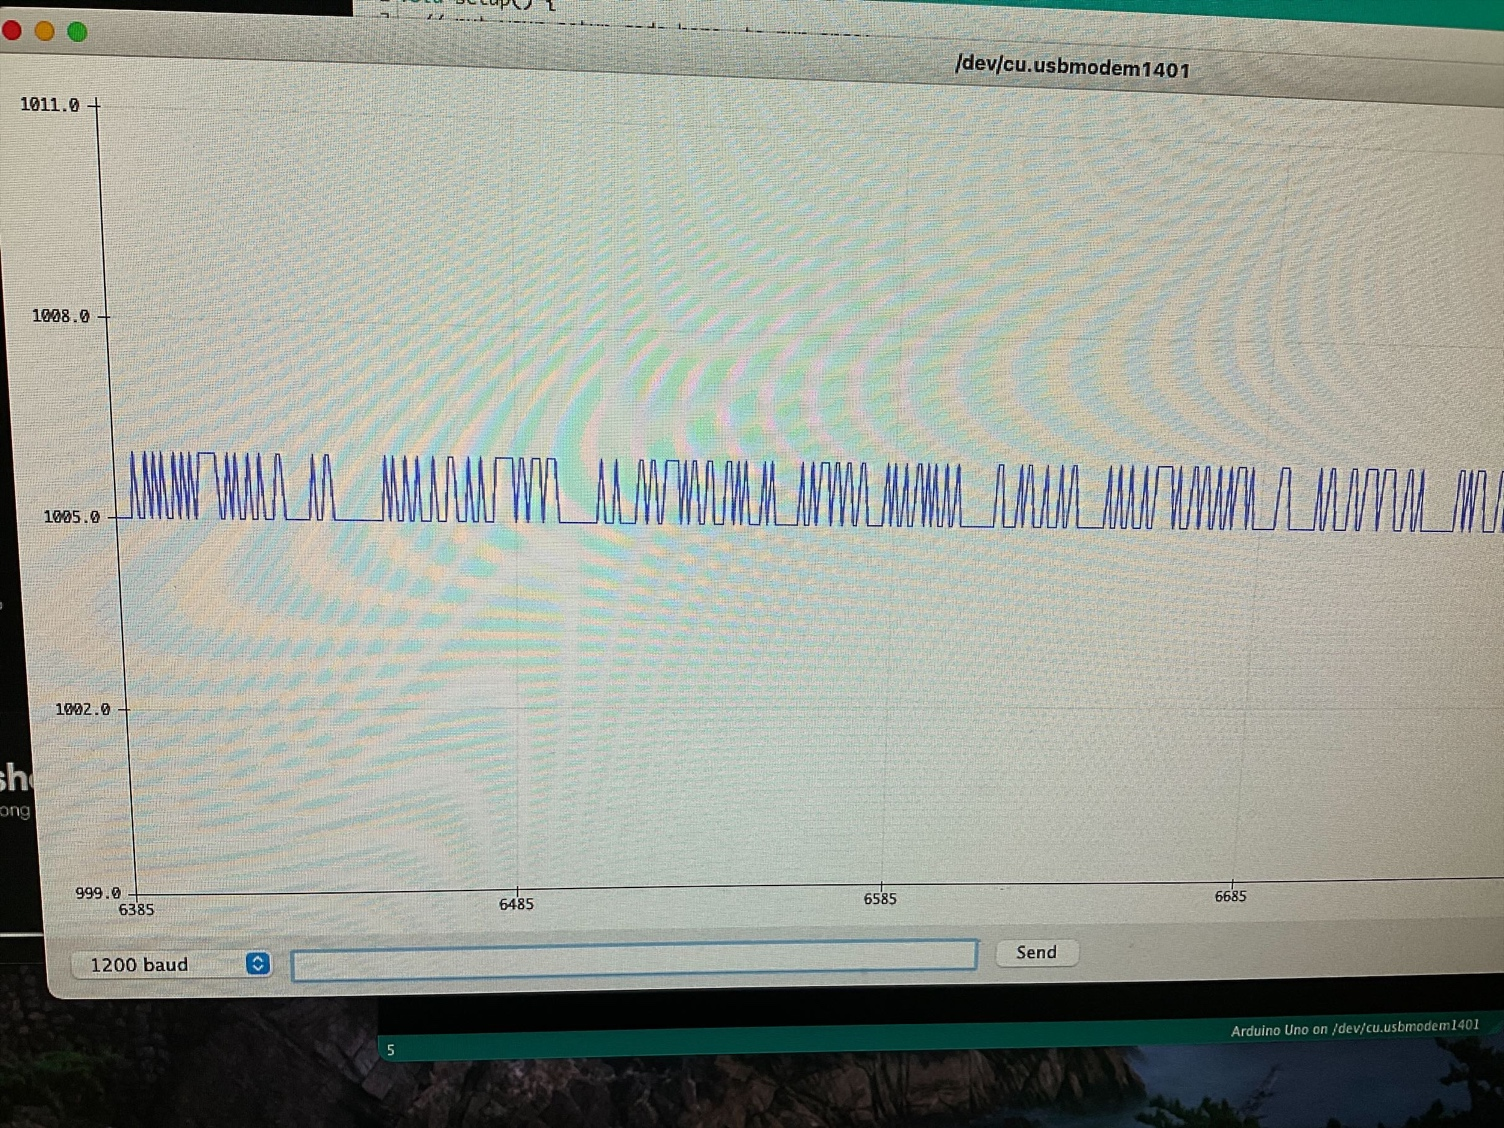 setup() {
/dev/cu.usbmodem1401
1011.0
1008.0
1005.0
1002.0
999.0
6385
6485
6585
6685
1200 baud
Send
Arduino Uno on /dev/cu.usbmodem1401
5